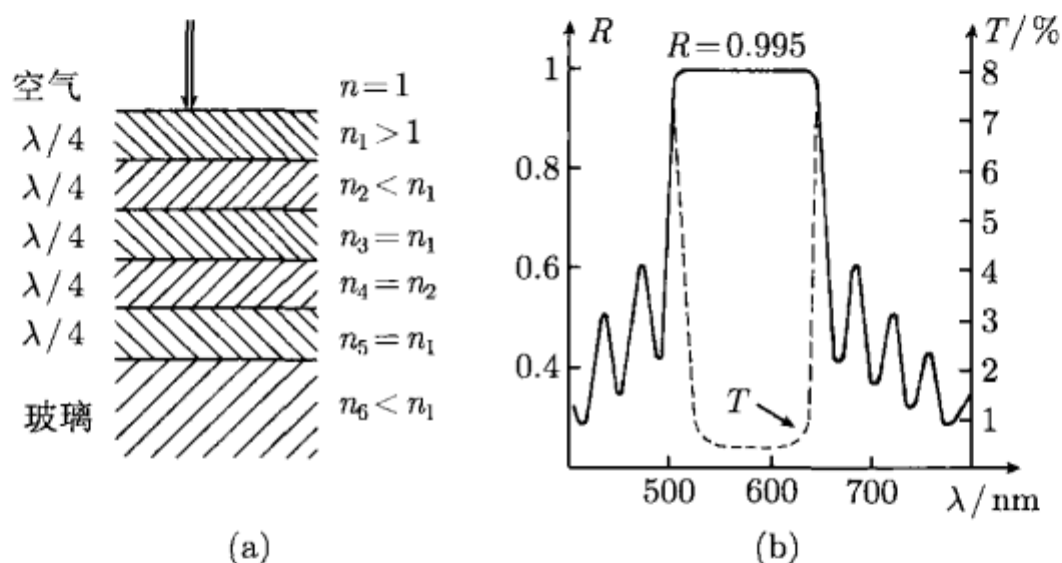 空气 n=1
λ/4 n₁>1
λ/4 n₂<n₁
λ/4 n₃=n₁
λ/4 n₄=n₂
λ/4 n₅=n₁
玻璃 n₆<n₁
(a)
R R=0.995 T/%
1
0.8
0.6
0.4
8
7
6
5
4
3
2
1
T
500 600 700 λ/nm
(b)